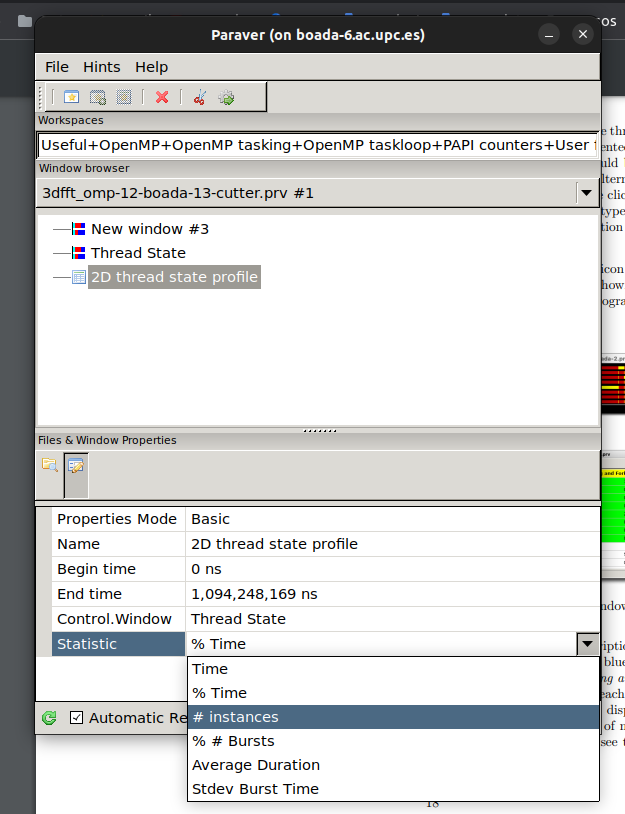 cos
Paraver (on boada-6.ac.upc.es)
File Hints Help
Workspaces
Useful+OpenMP+OpenMP tasking+OpenMP taskloop+PAPI counters+User
Window browser
3dfft_omp-12-boada-13-cutter.prv #1
New window #3
Thread State
2D thread state profile
Files & Window Properties
Properties Mode Basic
Name 2D thread state profile
Begin time 0 ns
End time 1,094,248,169 ns
Control.Window Thread State
Statistic % Time
Time
% Time
# instances
% # Bursts
Average Duration
Stdev Burst Time
Automatic Re
18